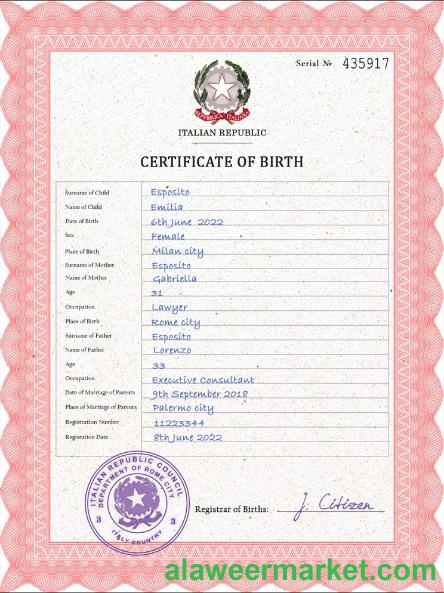 Serial № 435917
REPVBBLICA ITALIANA
ITALIAN REPUBLIC
CERTIFICATE OF BIRTH
Surname of Child Esposito
Name of Child Emilia
Date of Birth 6th June 2022
Sex Female
Place of Birth Milan city
Surname of Mother Esposito
Name of Mother Gabriella
Age 31
Occupation Lawyer
Place of Birth Rome city
Surname of Father Esposito
Name of Father Lorenzo
Age 33
Occupation Executive Consultant
Date of Marriage of Parents 9th September 2018
Place of Marriage of Parents Palermo city
Registration Number 11223344
Registration Date 8th June 2022
ITALIAN REPUBLIC COUNCIL
DEPARTMENT OF ROME CITY
3 3
ITALY COUNTRY
Registrar of Births: J. Citizen
alaweermarket.com